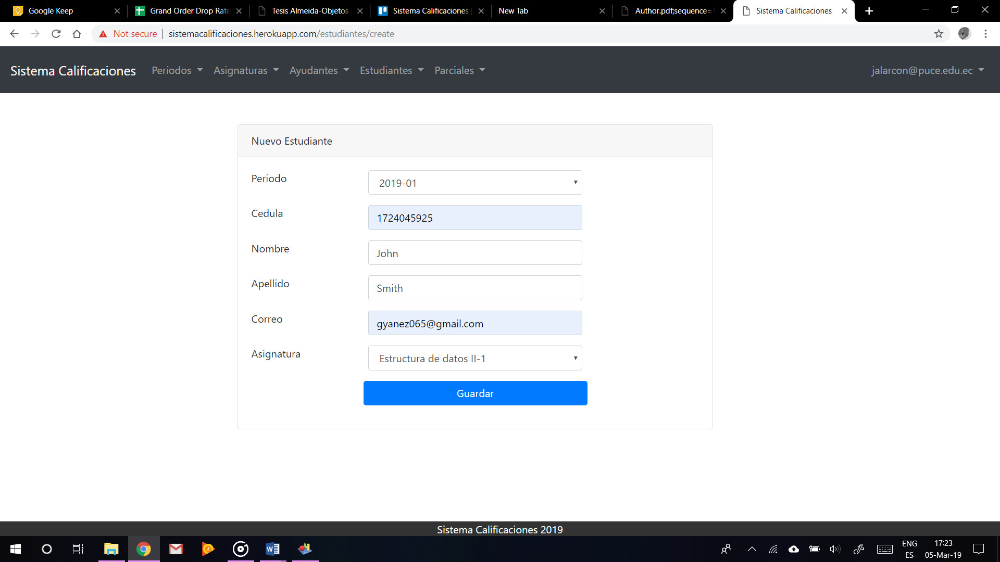 Google Keep
Grand Order Drop Rate
Tesis Almeida-Objetos
Sistema Calificaciones
New Tab
Author.pdf;sequence=
Sistema Calificaciones
Not secure
sistemacalificaciones.herokuapp.com/estudiantes/create
Sistema Calificaciones
Periodos
Asignaturas
Ayudantes
Estudiantes
Parciales
jalarcon@puce.edu.ec
Nuevo Estudiante
Periodo
2019-01
Cedula
1724045925
Nombre
John
Apellido
Smith
Correo
gyanez065@gmail.com
Asignatura
Estructura de datos II-1
Guardar
Sistema Calificaciones 2019
ENG
ES
17:23
05-Mar-19